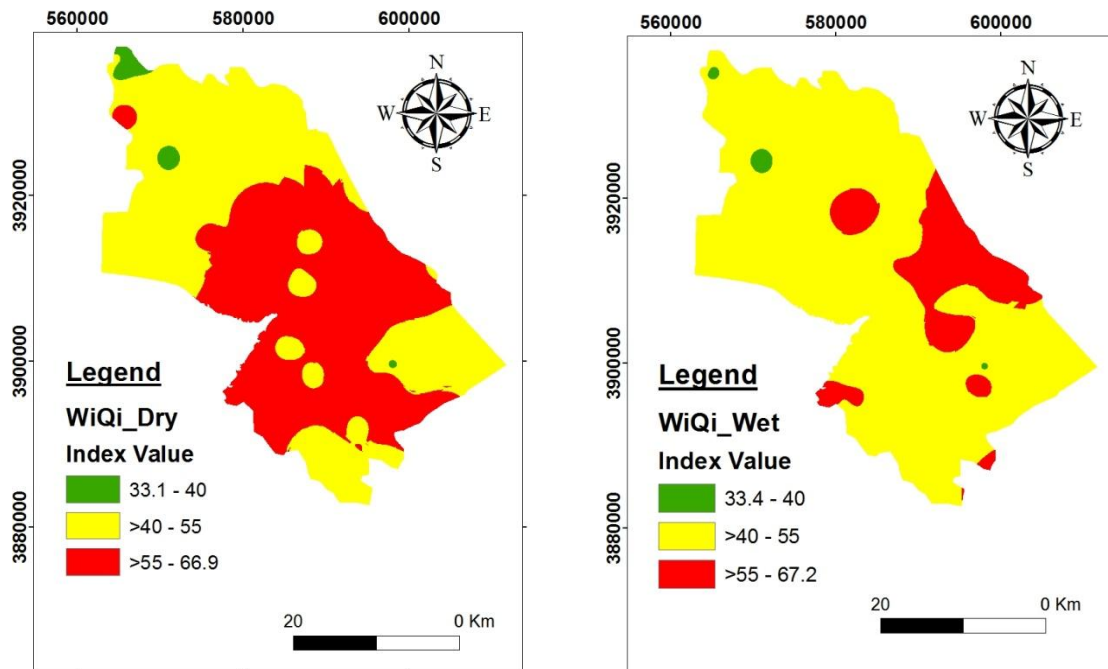 560000 580000 600000
N
W E
S
3920000
3900000
3880000
Legend
WiQi_Dry
Index Value
33.1 - 40
>40 - 55
>55 - 66.9
20 0 Km
560000 580000 600000
N
W E
S
3920000
3900000
3880000
Legend
WiQi_Wet
Index Value
33.4 - 40
>40 - 55
>55 - 67.2
20 0 Km